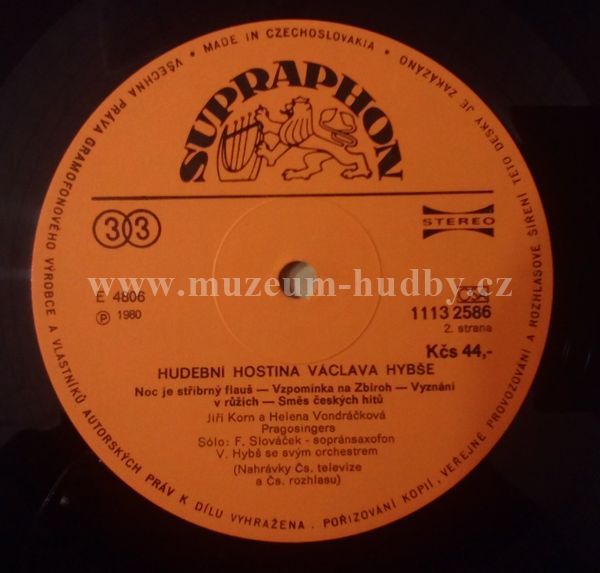 VŠECHNA PRÁVA GRAMOFONOVÉHO VÝROBCE A VLASTNÍKŮ AUTORSKÝCH PRÁV K DÍLU VYHRAŽENA . POŘIZOVÁNÍ KOPIÍ, VEŘEJNÉ PROVOZOVÁNÍ A ROZHLASOVÉ ŠÍŘENÍ TÉTO DESKY JE ZAKÁZÁNO
• MADE IN CZECHOSLOVAKIA •
SUPRAPHON
33
STEREO
www.muzeum-hudby.cz
E 4806
Ⓟ 1980
1113 2586
2. strana
Kčs 44,-
HUDEBNÍ HOSTINA VÁCLAVA HYBŠE
Noc je stříbrný flauš — Vzpomínka na Zbiroh — Vyznání
v růžích — Směs českých hitů
Jiří Korn a Helena Vondráčková
Pragosingers
Sólo: F. Slováček - sopránsaxofon
V. Hybš se svým orchestrem
(Nahrávky Čs. televize
a Čs. rozhlasu)